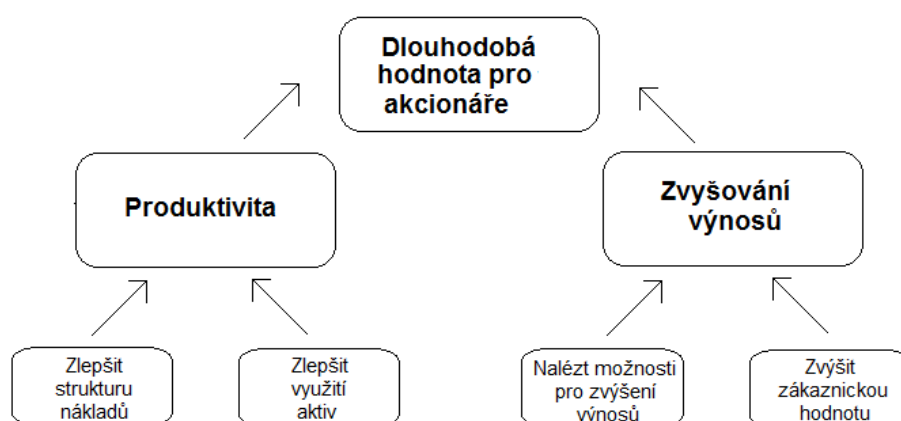 Dlouhodobá
hodnota pro
akcionáře
Produktivita
Zvyšování
výnosů
Zlepšit
strukturu
nákladů
Zlepšit
využití
aktiv
Nalézt možnosti
pro zvýšení
výnosů
Zvýšit
zákaznickou
hodnotu